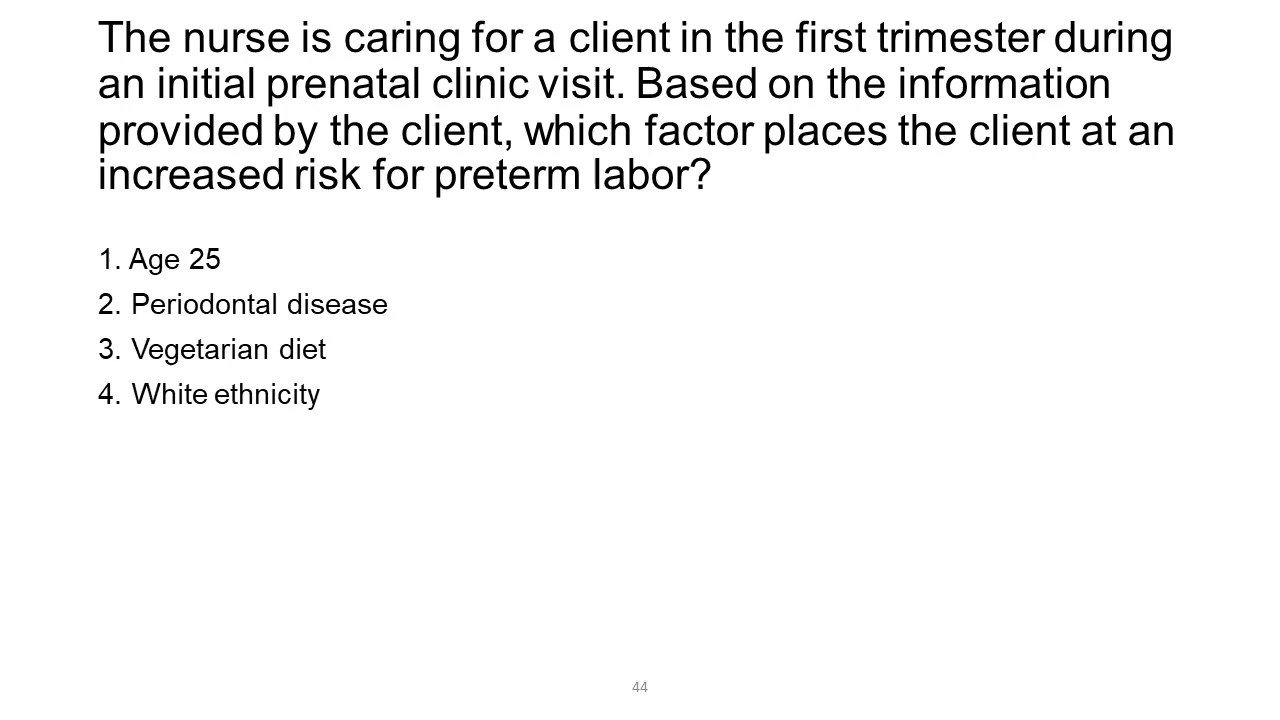 The nurse is caring for a client in the first trimester during
an initial prenatal clinic visit. Based on the information
provided by the client, which factor places the client at an
increased risk for preterm labor?
1. Age 25
2. Periodontal disease
3. Vegetarian diet
4. White ethnicity
44